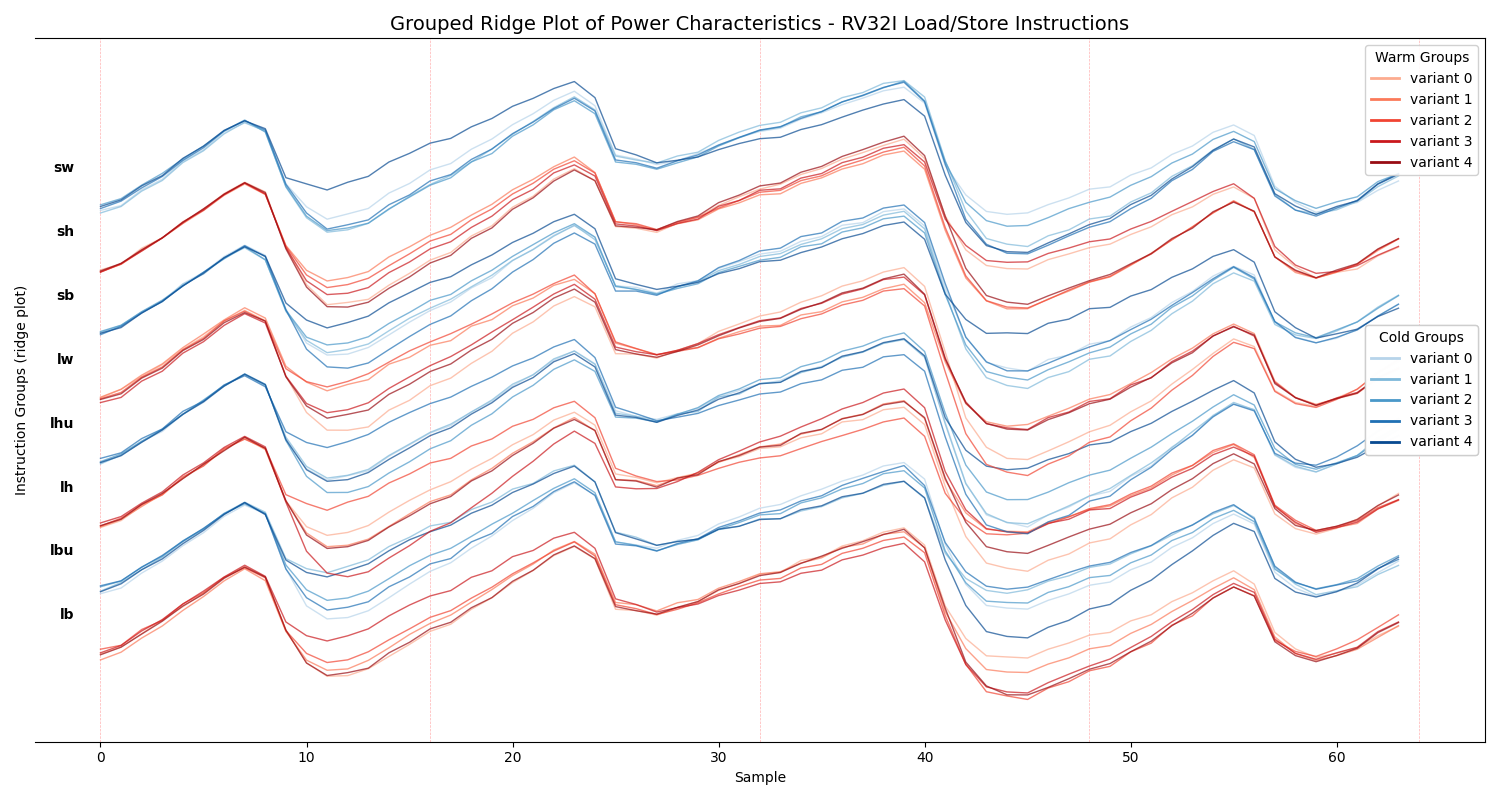 Grouped Ridge Plot of Power Characteristics - RV32I Load/Store Instructions
Instruction Groups (ridge plot)
sw
sh
sb
lw
lhu
lh
lbu
lb
Warm Groups
variant 0
variant 1
variant 2
variant 3
variant 4
Cold Groups
variant 0
variant 1
variant 2
variant 3
variant 4
0 10 20 30 40 50 60
Sample